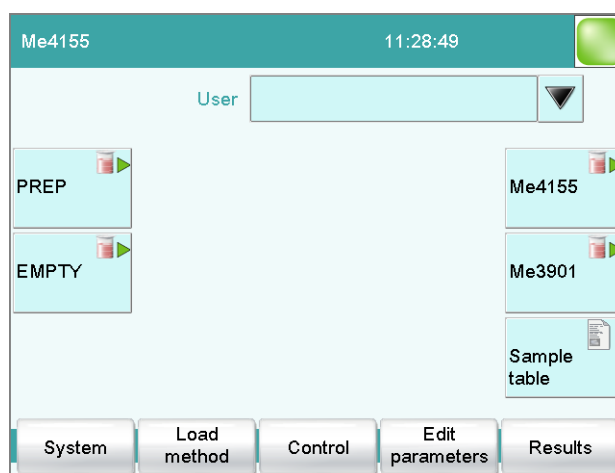 Me4155 11:28:49
User
PREP
Me4155
EMPTY
Me3901
Sample
table
System
Load
method
Control
Edit
parameters
Results